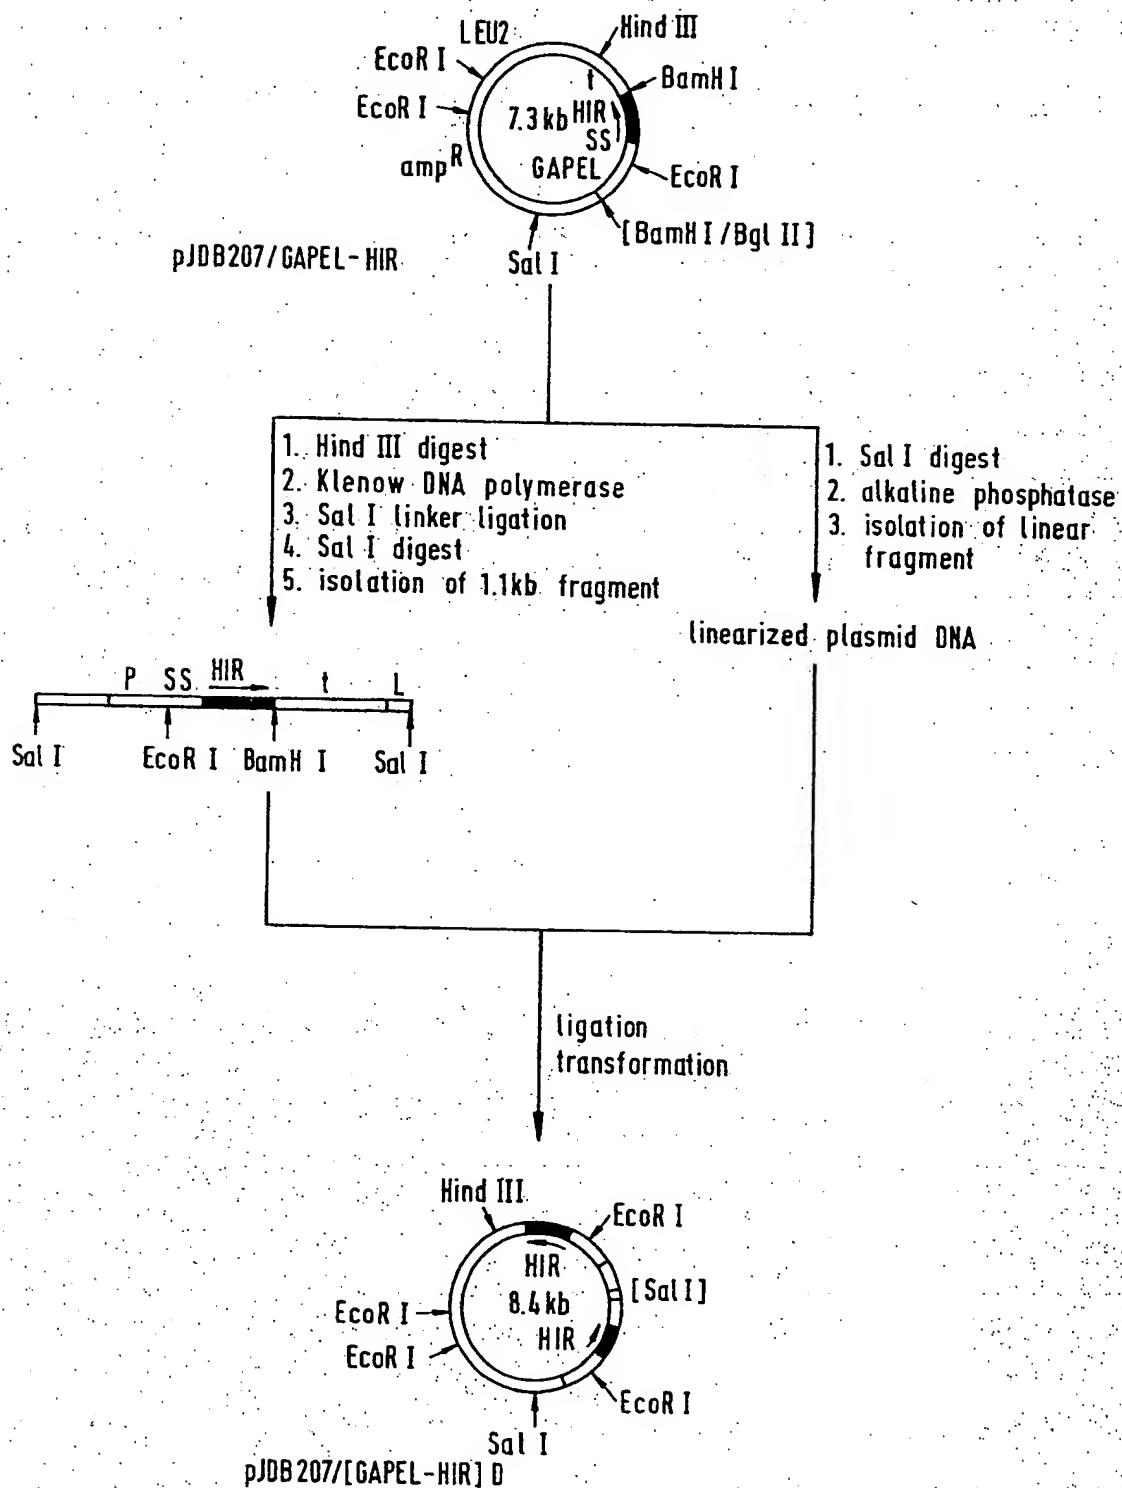 LEU2
Hind III
EcoR I
BamH I
t
EcoR I
7.3 kb
HIR
SS
amp^R
GAPEL
EcoR I
[BamH I / Bgl II]
pJDB207/GAPEL-HIR
Sal I
1. Hind III digest
2. Klenow DNA polymerase
3. Sal I linker ligation
4. Sal I digest
5. isolation of 1.1kb fragment
1. Sal I digest
2. alkaline phosphatase
3. isolation of linear
fragment
linearized plasmid DNA
P SS HIR t L
Sal I EcoR I BamH I Sal I
ligation
transformation
Hind III
EcoR I
HIR
[Sal I]
8.4 kb
EcoR I
HIR
EcoR I
EcoR I
Sal I
pJDB207/[GAPEL-HIR] D